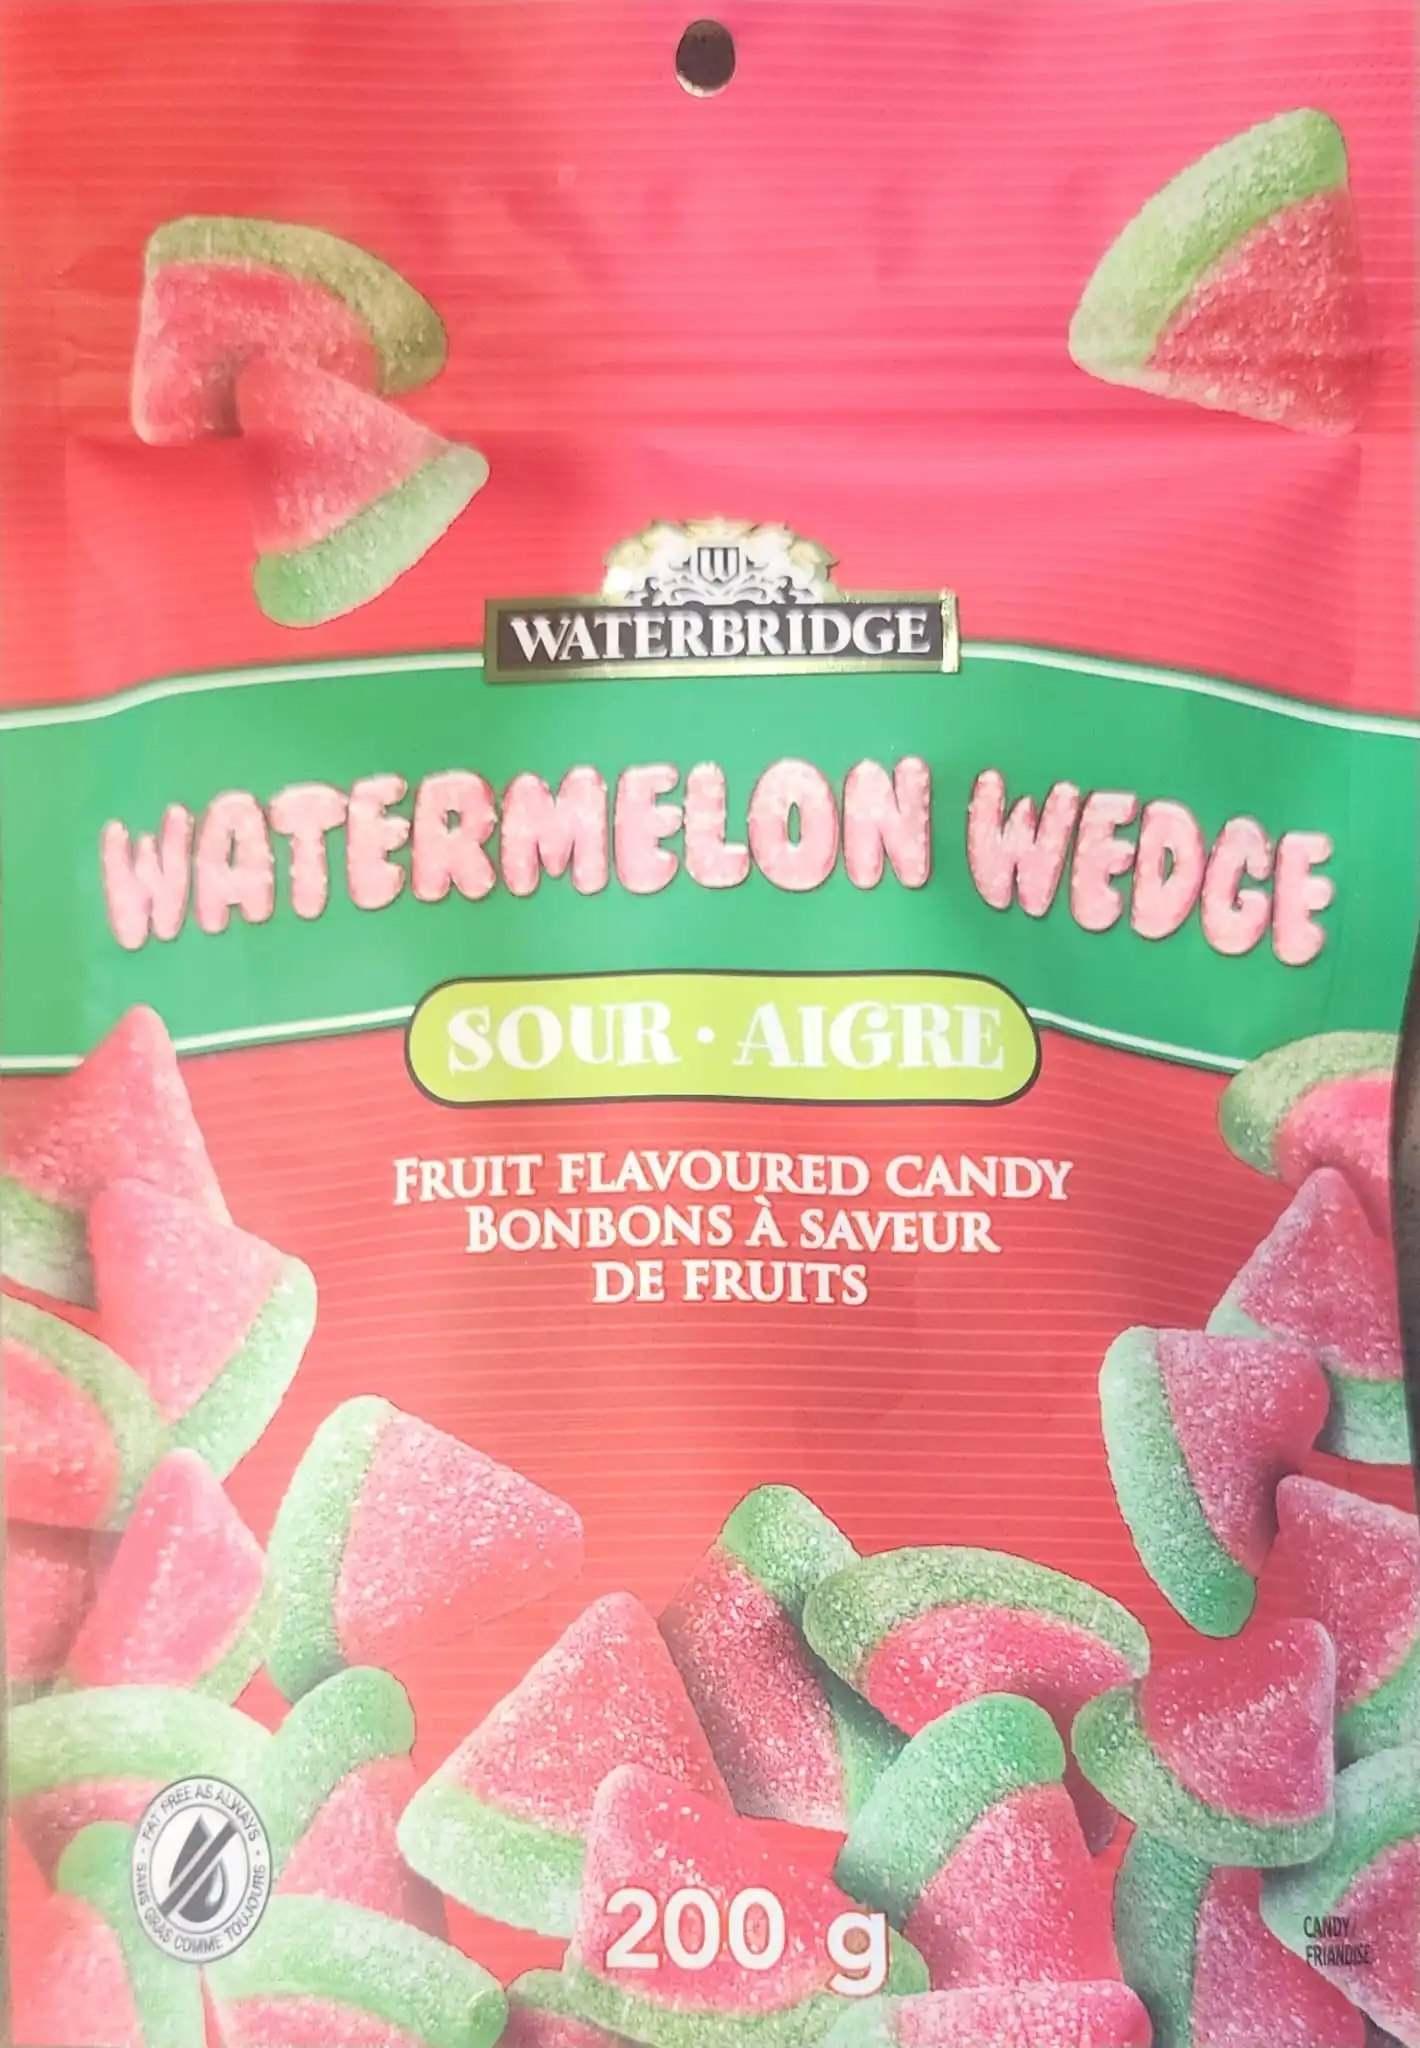 W
WATERBRIDGE
WATERMELON WEDGE
SOUR • AIGRE
FRUIT FLAVOURED CANDY
BONBONS À SAVEUR
DE FRUITS
FAT FREE AS ALWAYS •
SANS GRAS COMME TOUJOURS •
200 g
CANDY
FRIANDISE